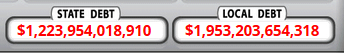 STATE DEBT LOCAL DEBT
$1,223,954,018,910 $1,953,203,654,318